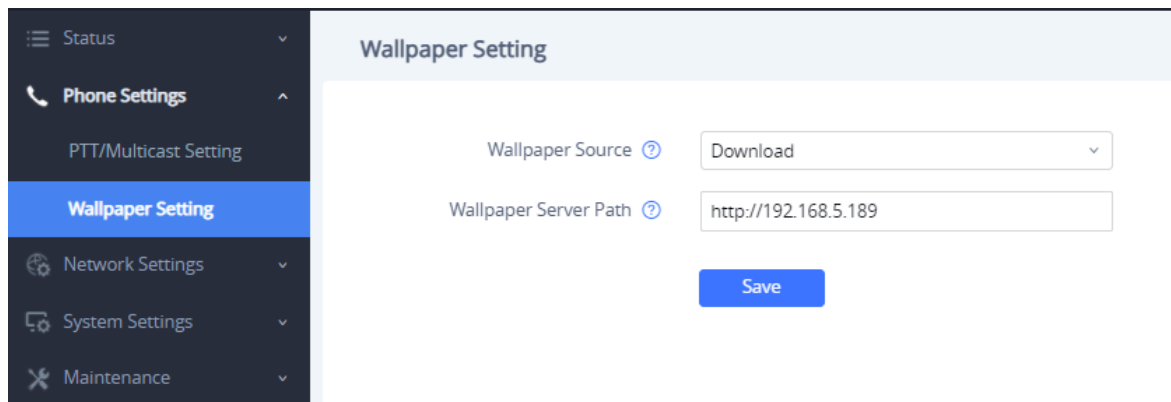 Status
Phone Settings
PTT/Multicast Setting
Wallpaper Setting
Network Settings
System Settings
Maintenance
Wallpaper Setting
Wallpaper Source ? Download
Wallpaper Server Path ? http://192.168.5.189
Save